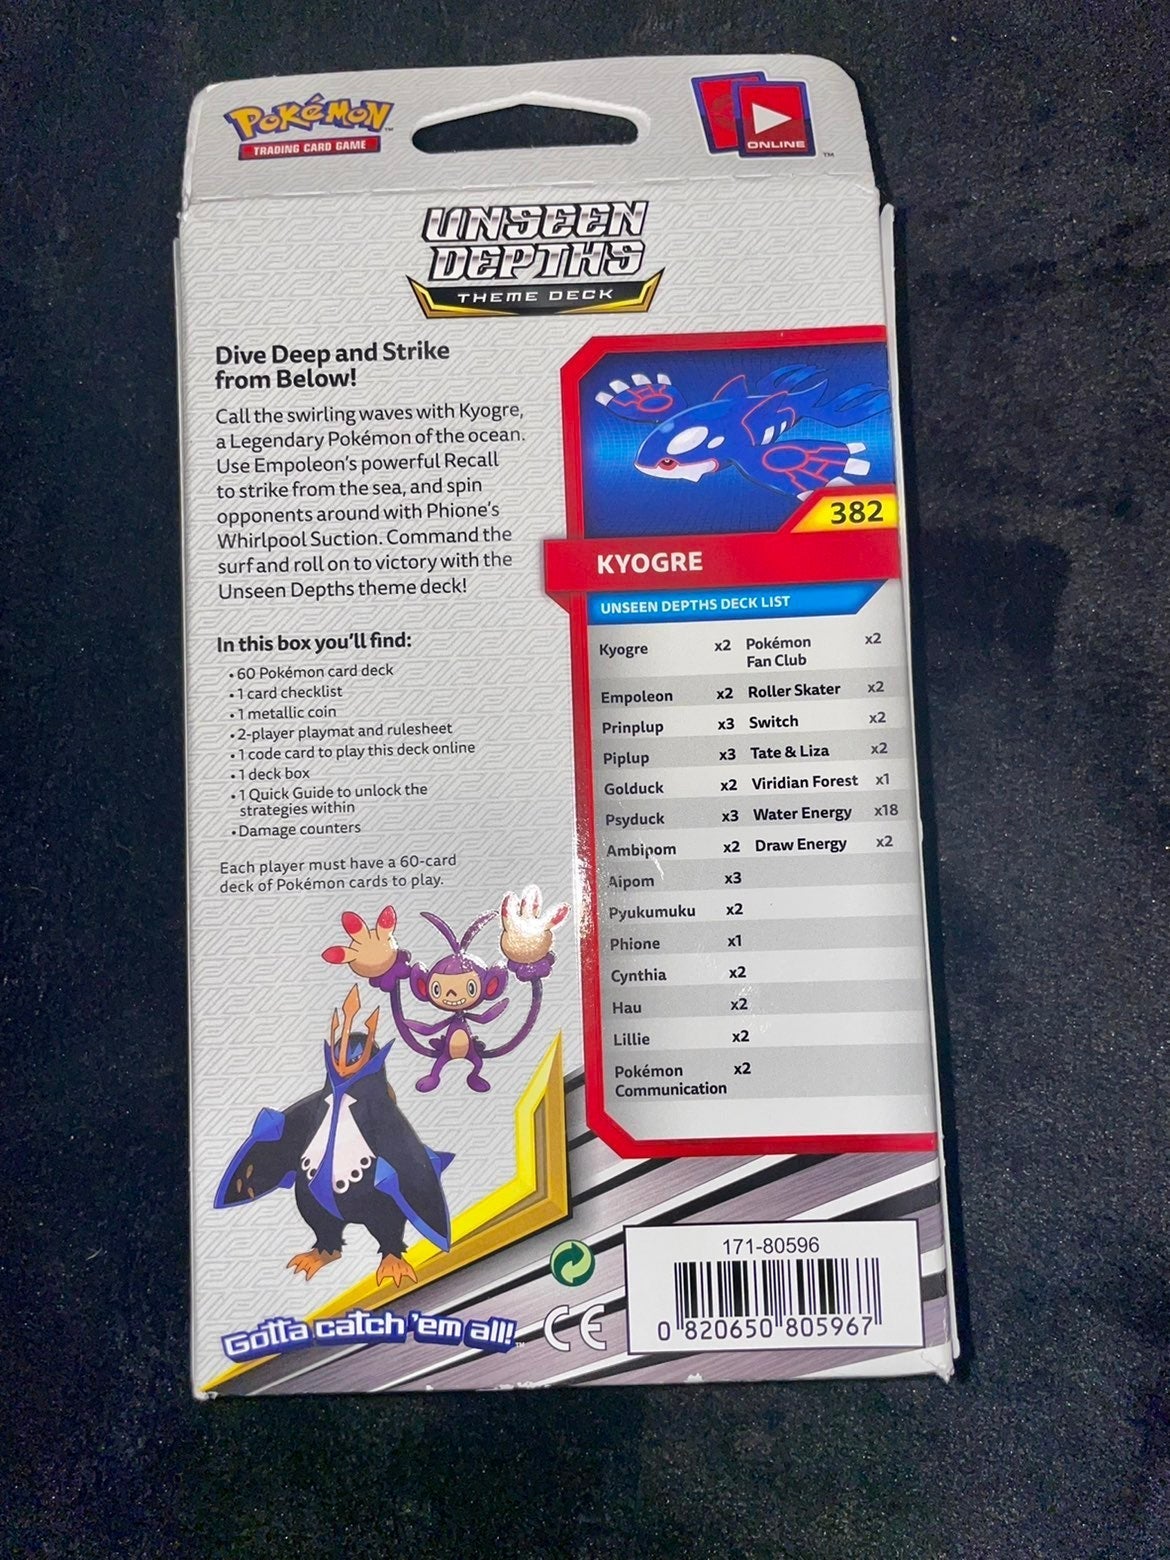 POKéMON™
TRADING CARD GAME
ONLINE
™
UNSEEN
DEPTHS
THEME DECK
Dive Deep and Strike
from Below!
Call the swirling waves with Kyogre,
a Legendary Pokémon of the ocean.
Use Empoleon's powerful Recall
to strike from the sea, and spin
opponents around with Phione's
Whirlpool Suction. Command the
surf and roll on to victory with the
Unseen Depths theme deck!
In this box you'll find:
• 60 Pokémon card deck
• 1 card checklist
• 1 metallic coin
• 2-player playmat and rulesheet
• 1 code card to play this deck online
• 1 deck box
• 1 Quick Guide to unlock the
strategies within
• Damage counters
Each player must have a 60-card
deck of Pokémon cards to play.
382
KYOGRE
UNSEEN DEPTHS DECK LIST
Kyogre x2 Pokémon x2
Fan Club
Empoleon x2 Roller Skater x2
Prinplup x3 Switch x2
Piplup x3 Tate & Liza x2
Golduck x2 Viridian Forest x1
Psyduck x3 Water Energy x18
Ambipom x2 Draw Energy x2
Aipom x3
Pyukumuku x2
Phione x1
Cynthia x2
Hau x2
Lillie x2
Pokémon x2
Communication
Gotta catch 'em all!™
CE
171-80596
0 820650 805967